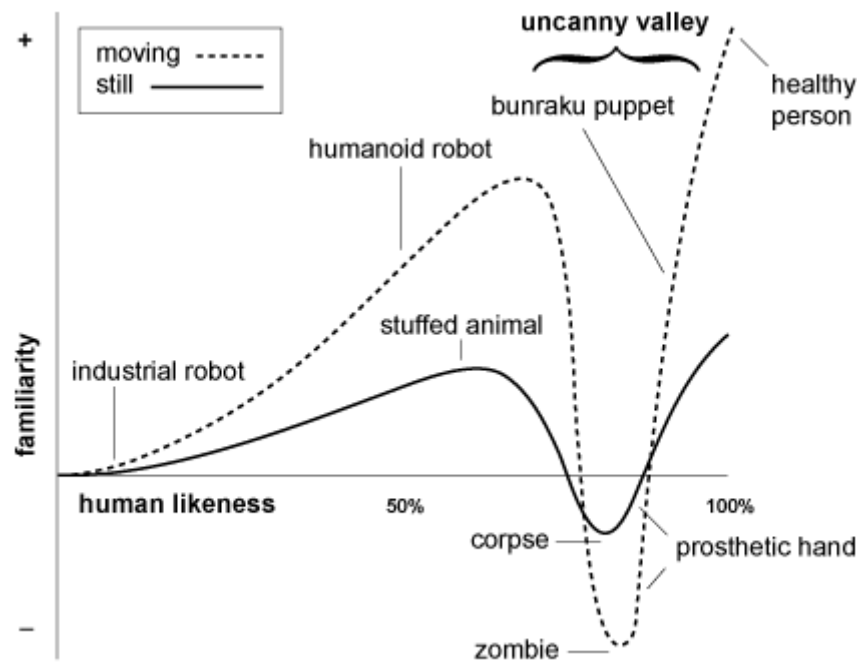 uncanny valley
+
moving
still
healthy
person
bunraku puppet
humanoid robot
stuffed animal
industrial robot
familiarity
human likeness
50%
100%
corpse
prosthetic hand
–
zombie